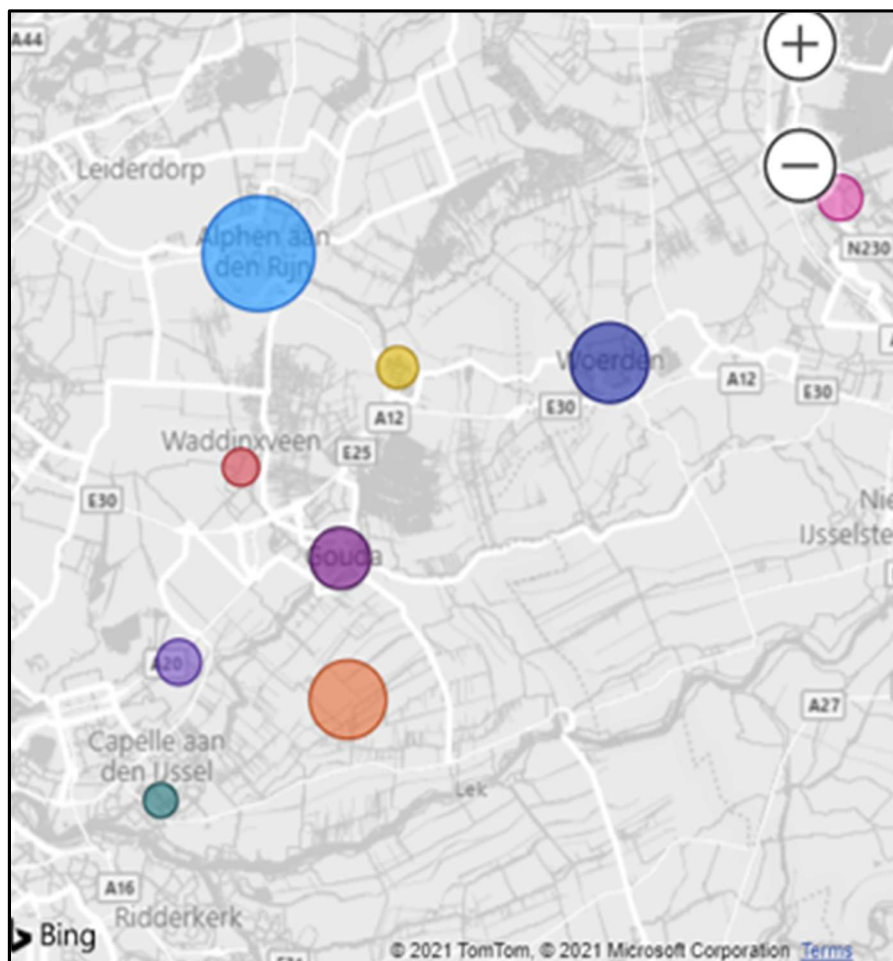 A44
Leiderdorp
Alphen aan
den Rijn
N230
Woerden
A12
E30
E30
A12
Waddinxveen
E25
E30
Nie
IJsselste
Gouda
A20
A27
Capelle aan
den IJssel
Lek
A16
Ridderkerk
Bing
© 2021 TomTom, © 2021 Microsoft Corporation Terms